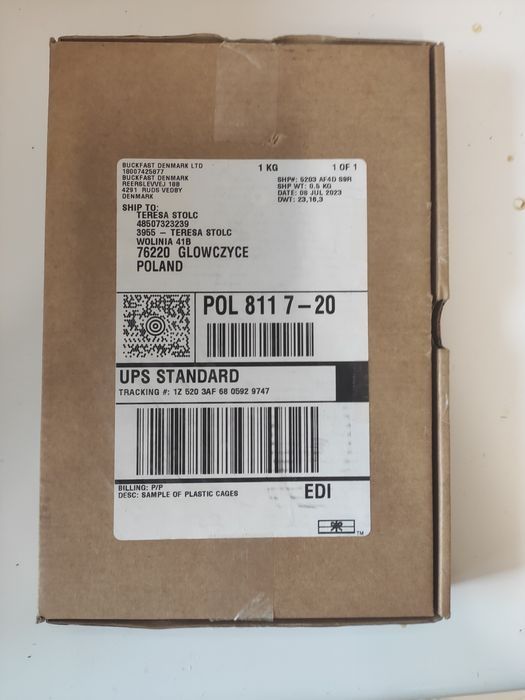 BUCKFAST DENMARK LTD
18007425877
BUCKFAST DENMARK
REERSLEVVEJ 18B
4291 RUDS VEDBY
DENMARK
1 KG
1 OF 1
SHP#: 5203 AF4D S9R
SHP WT: 0.5 KG
DATE: 08 JUL 2023
DWT: 23,16,3
SHIP TO:
TERESA STOLC
48507323239
3955 - TERESA STOLC
WOLINIA 41B
76220 GLOWCZYCE
POLAND
POL 811 7-20
UPS STANDARD
TRACKING #: 1Z 520 3AF 68 0592 9747
BILLING: P/P
DESC: SAMPLE OF PLASTIC CAGES
EDI
TM